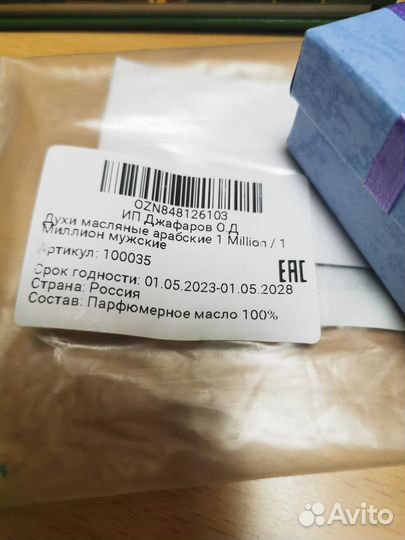 OZN848126103
ИП Джафаров О.Д
Духи масляные арабские 1 Million / 1
Миллион мужские
Артикул: 100035
EAC
Срок годности: 01.05.2023-01.05.2028
Страна: Россия
Состав: Парфюмерное масло 100%
Avito